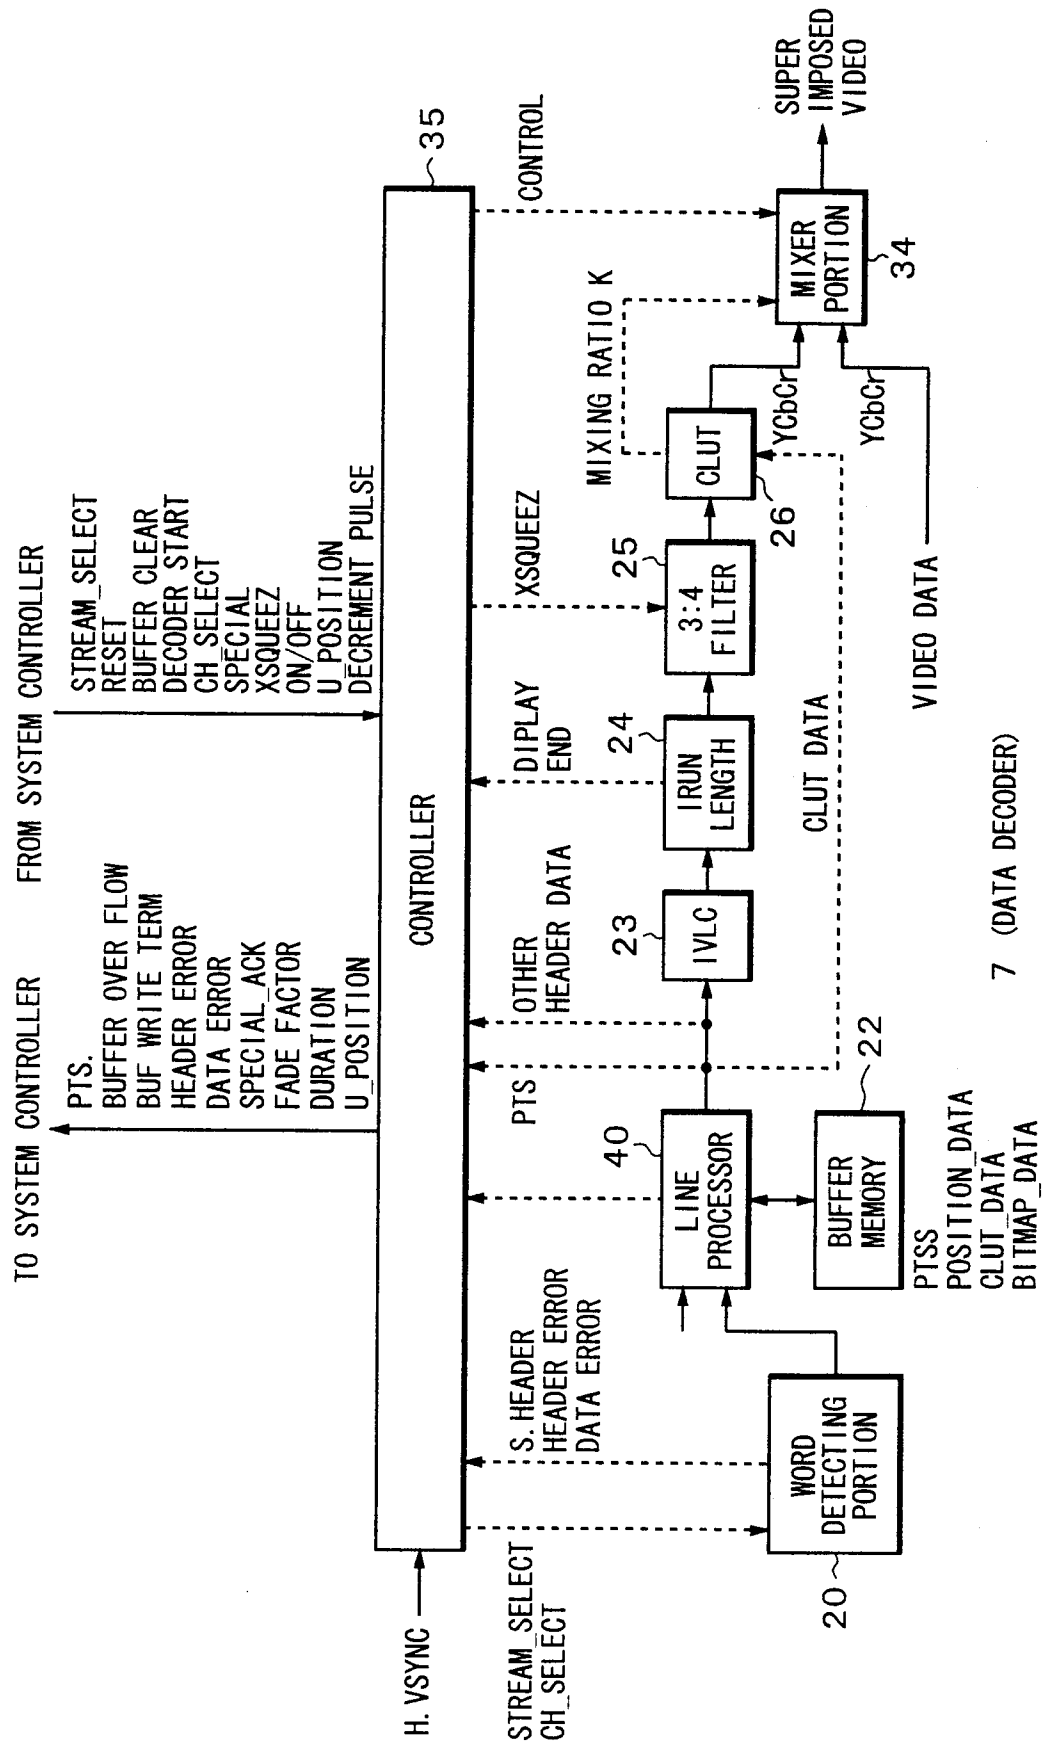 TO SYSTEM CONTROLLER
FROM SYSTEM CONTROLLER
PTS.
BUFFER OVER FLOW
BUF WRITE TERM
HEADER ERROR
DATA ERROR
SPECIAL_ACK
FADE FACTOR
DURATION
U_POSITION
STREAM_SELECT
RESET
BUFFER CLEAR
DECODER START
CH_SELECT
SPECIAL
XSQUEEZ
ON/OFF
U_POSITION
DECREMENT PULSE
H. VSYNC
CONTROLLER
35
STREAM_SELECT
CH_SELECT
S. HEADER
HEADER ERROR
DATA ERROR
PTS
OTHER
HEADER DATA
DIPLAY
END
XSQUEEZ
CONTROL
MIXING RATIO K
WORD
DETECTING
PORTION
20
LINE
PROCESSOR
40
BUFFER
MEMORY
22
PTSS
POSITION_DATA
CLUT_DATA
BITMAP_DATA
IVLC
23
IRUN
LENGTH
24
3:4
FILTER
25
CLUT
26
CLUT DATA
YCbCr
YCbCr
VIDEO DATA
MIXER
PORTION
34
SUPER
IMPOSED
VIDEO
7 (DATA DECODER)